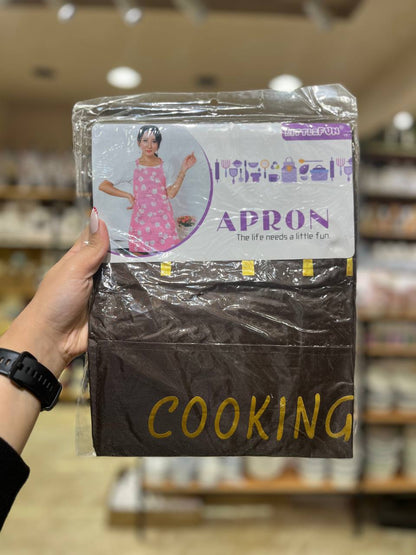 LITTLEFUN
APRON
The life needs a little fun.
COOKING